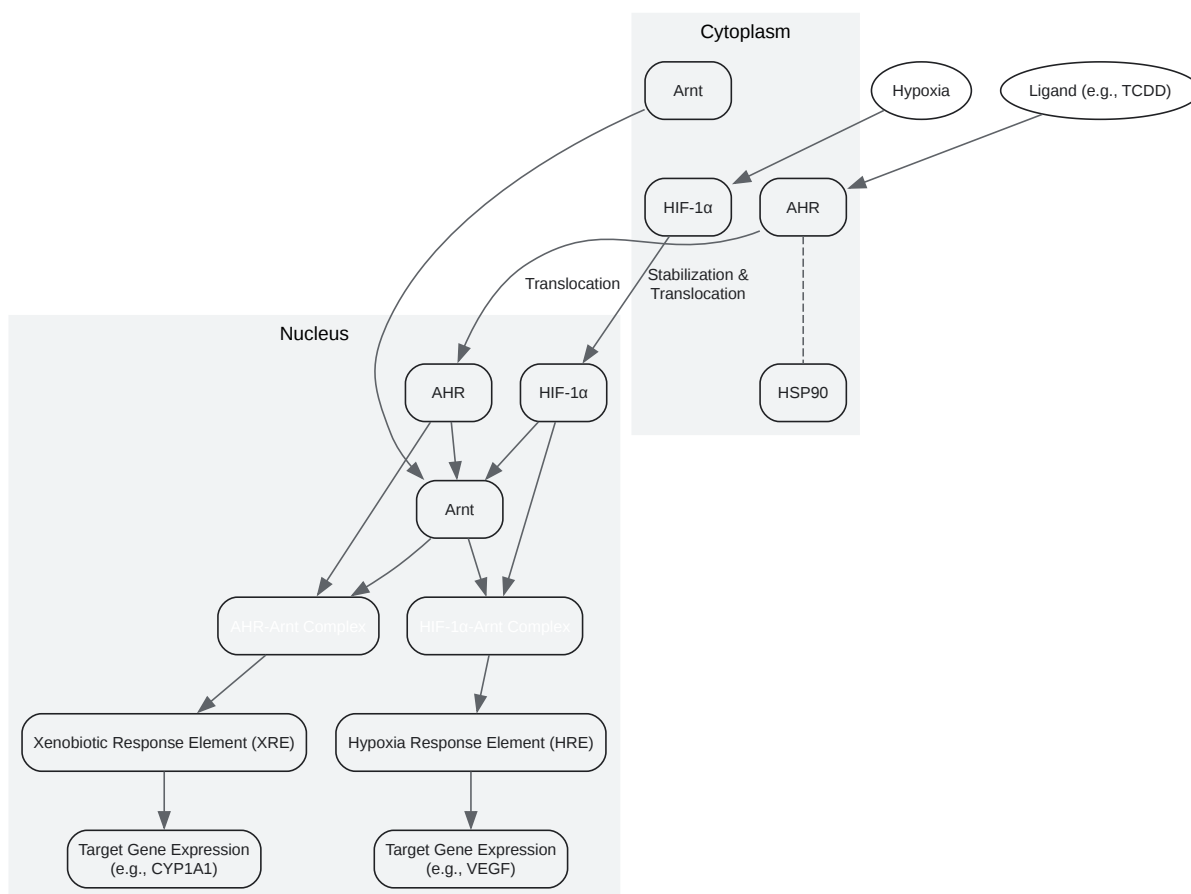 Cytoplasm
Arnt
Hypoxia
Ligand (e.g., TCDD)
HIF-1α
AHR
Translocation
Stabilization &
Translocation
Nucleus
AHR
HIF-1α
HSP90
Arnt
AHR-Arnt Complex
HIF-1α-Arnt Complex
Xenobiotic Response Element (XRE)
Hypoxia Response Element (HRE)
Target Gene Expression
(e.g., CYP1A1)
Target Gene Expression
(e.g., VEGF)